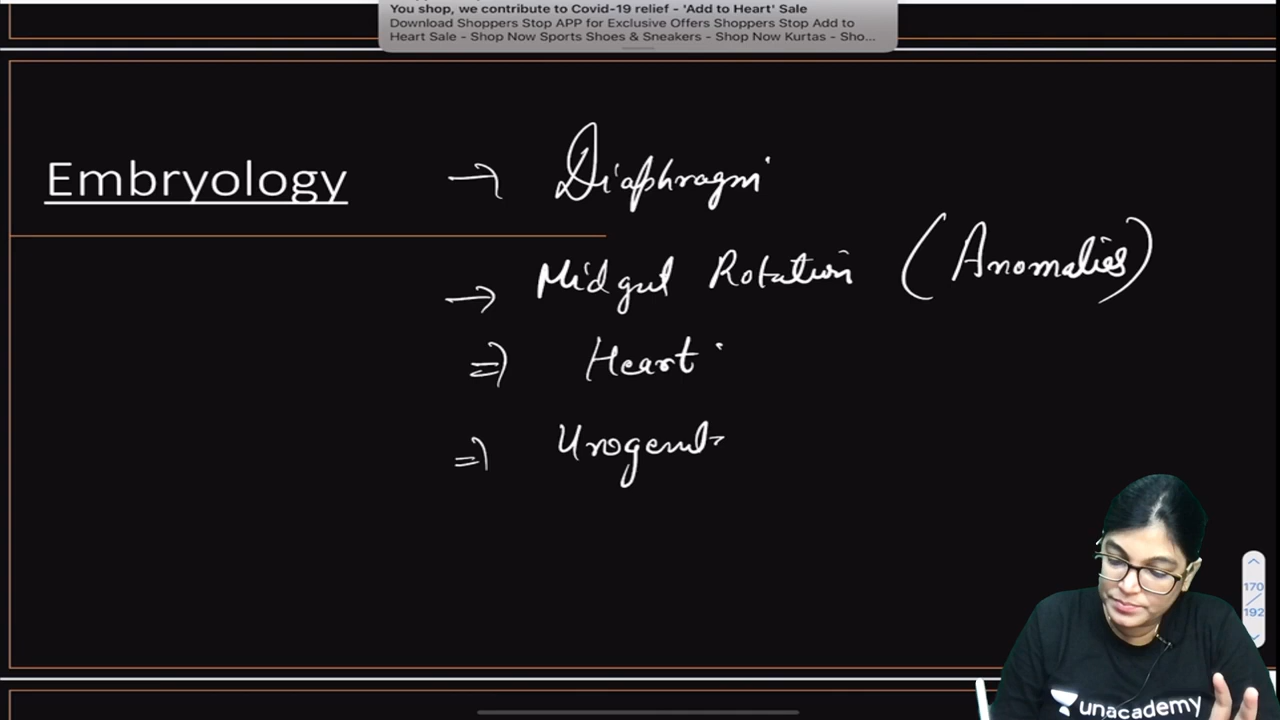 You shop, we contribute to Covid-19 relief - 'Add to Heart' Sale
Download Shoppers Stop APP for Exclusive Offers Shoppers Stop Add to
Heart Sale - Shop Now Sports Shoes & Sneakers - Shop Now Kurtas - Sho...
Embryology → Diaphragm
→ Midgut Rotation (Anomalies)
⇒ Heart
⇒
170
192
unacademy